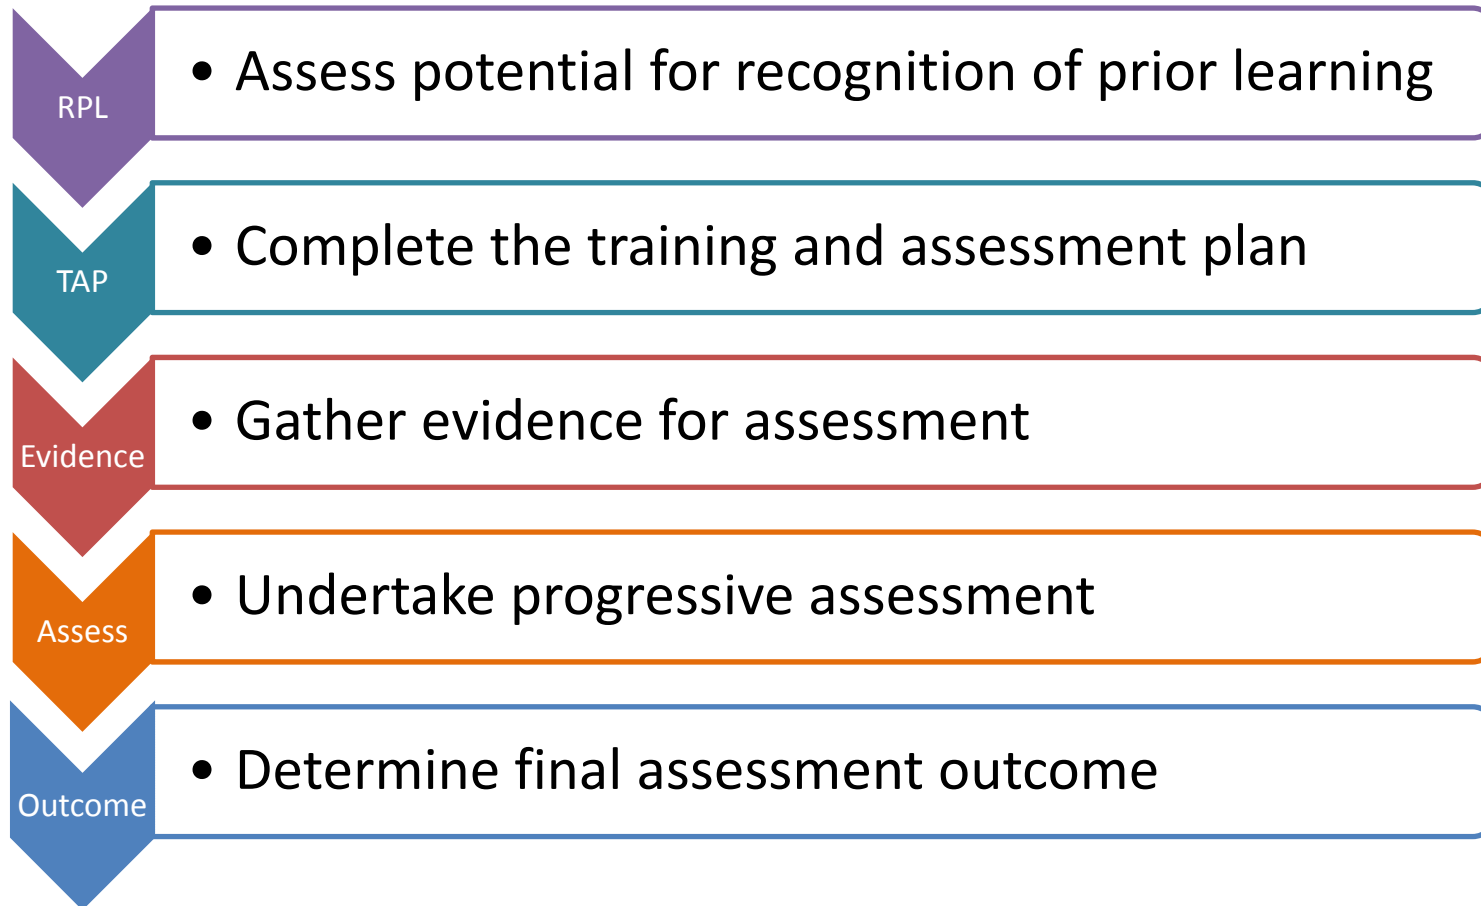 RPL
• Assess potential for recognition of prior learning
TAP
• Complete the training and assessment plan
Evidence
• Gather evidence for assessment
Assess
• Undertake progressive assessment
Outcome
• Determine final assessment outcome